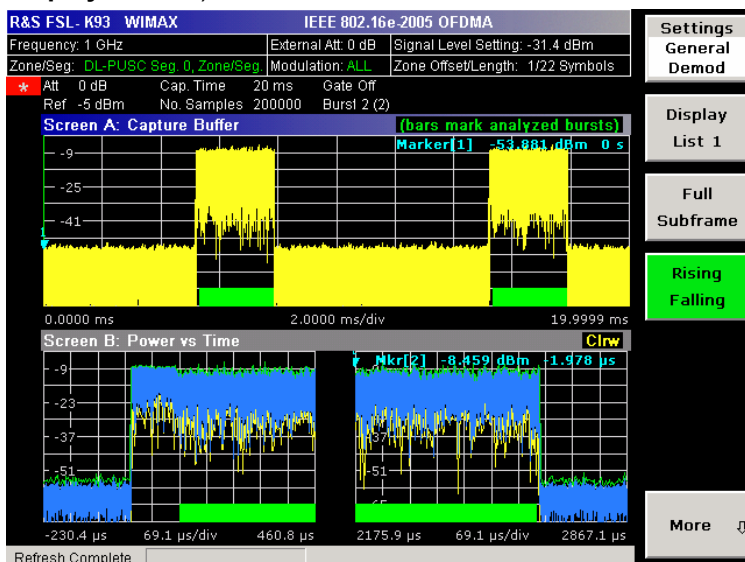 R&S FSL- K93 WIMAX IEEE 802.16e-2005 OFDMA
Frequency: 1 GHz External Att: 0 dB Signal Level Setting: -31.4 dBm
Zone/Seg: DL-PUSC Seg. 0, Zone/Seg. Modulation: ALL Zone Offset/Length: 1/22 Symbols
* Att 0 dB Cap. Time 20 ms Gate Off
Ref -5 dBm No. Samples 200000 Burst 2 (2)
Screen A: Capture Buffer (bars mark analyzed bursts)
Marker[1] -53.881 dBm 0 s
-9
-25
-41
1
0.0000 ms 2.0000 ms/div 19.9999 ms
Screen B: Power vs Time Clrw
Mkr[2] -8.459 dBm -1.978 µs
-9
-23
-37 -37
-51 -51
-230.4 µs 69.1 µs/div 460.8 µs 2175.9 µs 69.1 µs/div 2867.1 µs
Refresh Complete
Settings
General
Demod
Display
List 1
Full
Subframe
Rising
Falling
More